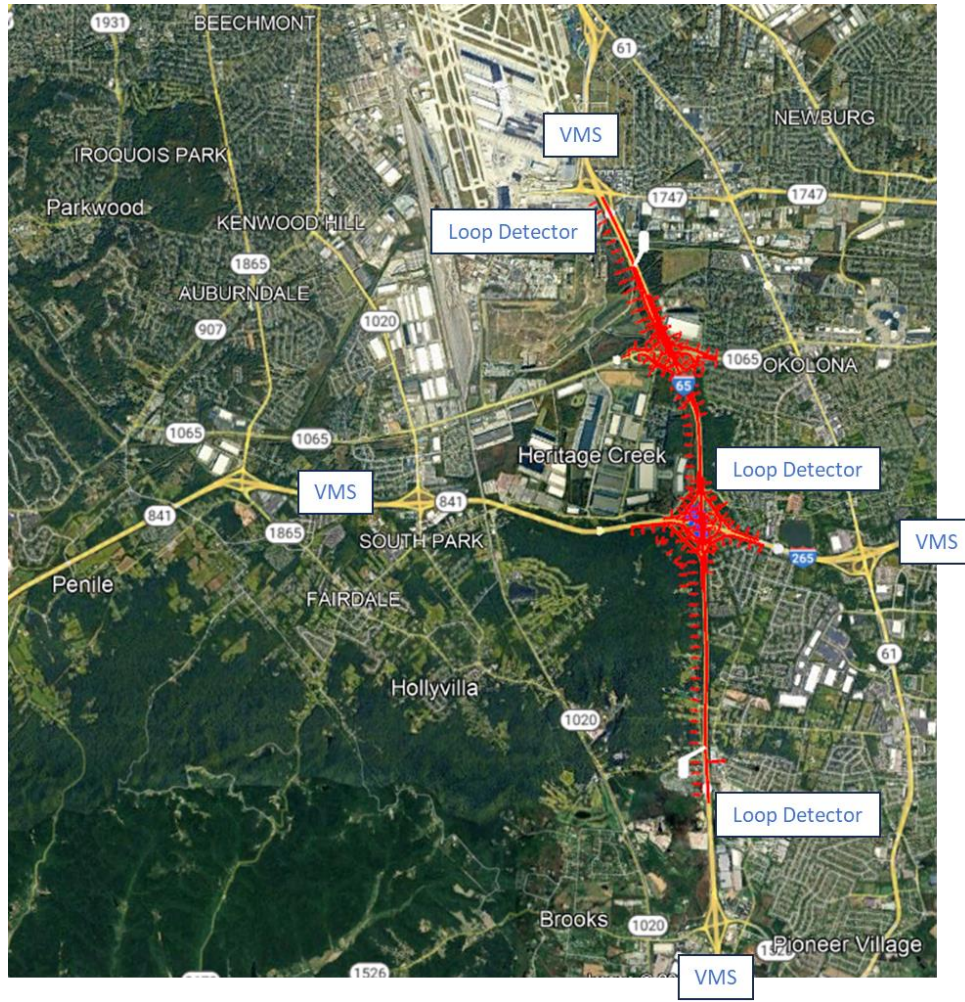 1931
BEECHMONT
61
VMS
NEWBURG
IROQUOIS PARK
Parkwood
1747
1747
KENWOOD HILL
Loop Detector
1865
AUBURNDALE
907
1020
1065
OKOLONA
65
1065
1065
Heritage Creek
Loop Detector
VMS
841
841
1865
SOUTH PARK
VMS
265
Penile
FAIRDALE
61
Hollyvilla
1020
Loop Detector
Brooks
1020
Pioneer Village
1526
VMS